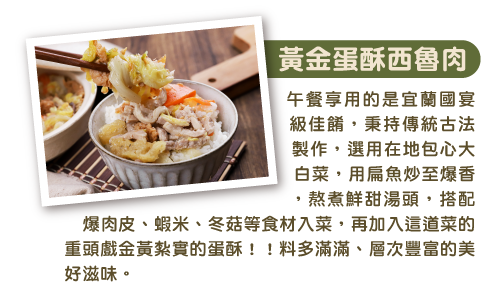 黃金蛋酥西魯肉
午餐享用的是宜蘭國宴
級佳餚，秉持傳統古法
製作，選用在地包心大
白菜，用扁魚炒至爆香
，熬煮鮮甜湯頭，搭配
爆肉皮、蝦米、冬菇等食材入菜，再加入這道菜的
重頭戲金黃紮實的蛋酥！！料多滿滿、層次豐富的美
好滋味。